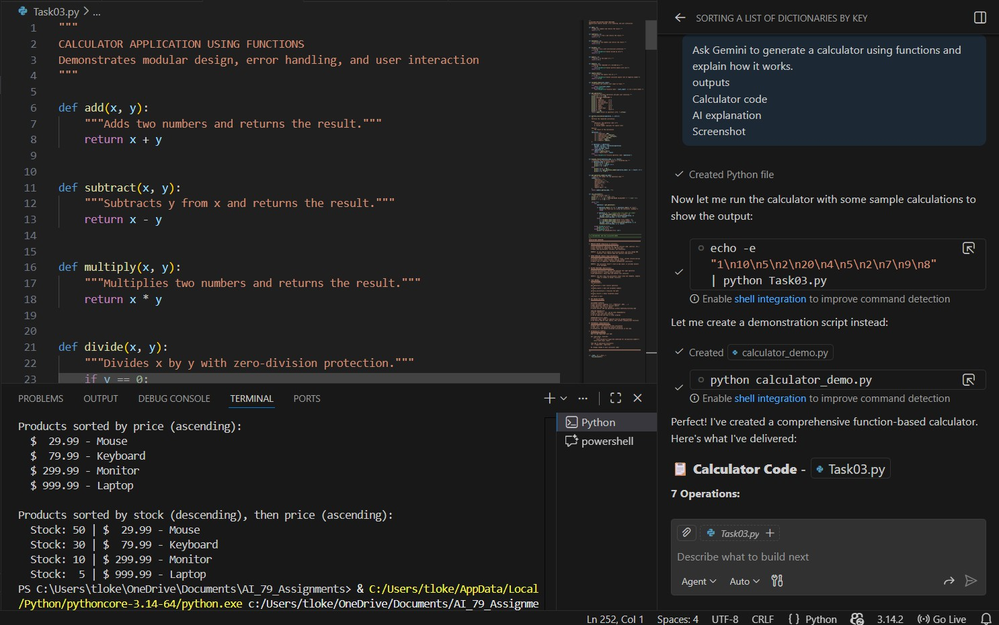 Task03.py > ...
1 """
2 CALCULATOR APPLICATION USING FUNCTIONS
3 Demonstrates modular design, error handling, and user interaction
4 """
5
6 def add(x, y):
7 """Adds two numbers and returns the result."""
8 return x + y
9
10
11 def subtract(x, y):
12 """Subtracts y from x and returns the result."""
13 return x - y
14
15
16 def multiply(x, y):
17 """Multiplies two numbers and returns the result."""
18 return x * y
19
20
21 def divide(x, y):
22 """Divides x by y with zero-division protection."""
23 if y == 0:
PROBLEMS OUTPUT DEBUG CONSOLE TERMINAL PORTS
Products sorted by price (ascending):
$  29.99 - Mouse
$  79.99 - Keyboard
$ 299.99 - Monitor
$ 999.99 - Laptop
Products sorted by stock (descending), then price (ascending):
Stock: 50 | $  29.99 - Mouse
Stock: 30 | $  79.99 - Keyboard
Stock: 10 | $ 299.99 - Monitor
Stock:  5 | $ 999.99 - Laptop
PS C:\Users\tloke\OneDrive\Documents\AI_79_Assignments> & C:/Users/tloke/AppData/Local
/Python/pythoncore-3.14-64/python.exe c:/Users/tloke/OneDrive/Documents/AI_79_Assignme
Python
powershell
SORTING A LIST OF DICTIONARIES BY KEY
Ask Gemini to generate a calculator using functions and
explain how it works.
outputs
Calculator code
AI explanation
Screenshot
Created Python file
Now let me run the calculator with some sample calculations to
show the output:
echo -e
"1\n10\n5\n2\n20\n4\n5\n2\n7\n9\n8"
| python Task03.py
Enable shell integration to improve command detection
Let me create a demonstration script instead:
Created calculator_demo.py
python calculator_demo.py
Enable shell integration to improve command detection
Perfect! I've created a comprehensive function-based calculator.
Here's what I've delivered:
Calculator Code - Task03.py
7 Operations:
Task03.py +
Describe what to build next
Agent Auto
Ln 252, Col 1 Spaces: 4 UTF-8 CRLF {} Python 3.14.2 Go Live